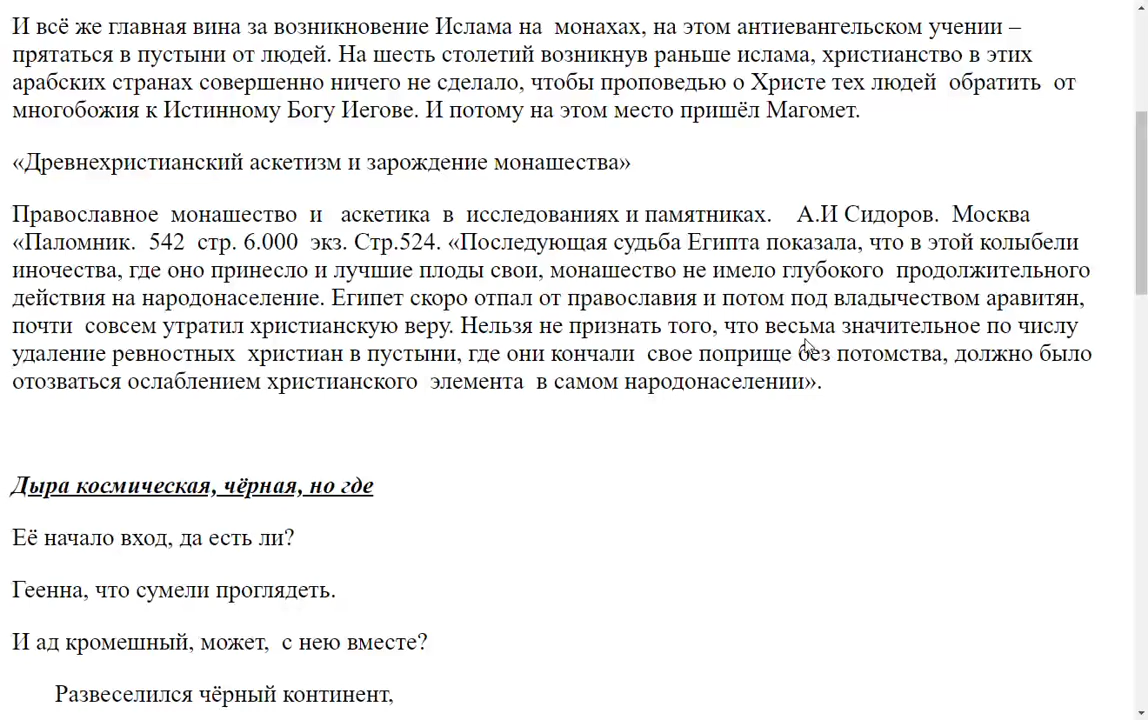 И всё же главная вина за возникновение Ислама на монахах, на этом антиевангельском учении –
прятаться в пустыни от людей. На шесть столетий возникнув раньше ислама, христианство в этих
арабских странах совершенно ничего не сделало, чтобы проповедью о Христе тех людей обратить от
многобожия к Истинному Богу Иегове. И потому на этом место пришёл Магомет.
«Древнехристианский аскетизм и зарождение монашества»
Православное монашество и аскетика в исследованиях и памятниках. А.И Сидоров. Москва
«Паломник. 542 стр. 6.000 экз. Стр.524. «Последующая судьба Египта показала, что в этой колыбели
иночества, где оно принесло и лучшие плоды свои, монашество не имело глубокого продолжительного
действия на народонаселение. Египет скоро отпал от православия и потом под владычеством аравитян,
почти совсем утратил христианскую веру. Нельзя не признать того, что весьма значительное по числу
удаление ревностных христиан в пустыни, где они кончали свое поприще без потомства, должно было
отозваться ослаблением христианского элемента в самом народонаселении».
Дыра космическая, чёрная, но где
Её начало вход, да есть ли?
Геенна, что сумели проглядеть.
И ад кромешный, может, с нею вместе?
Развеселился чёрный континент,